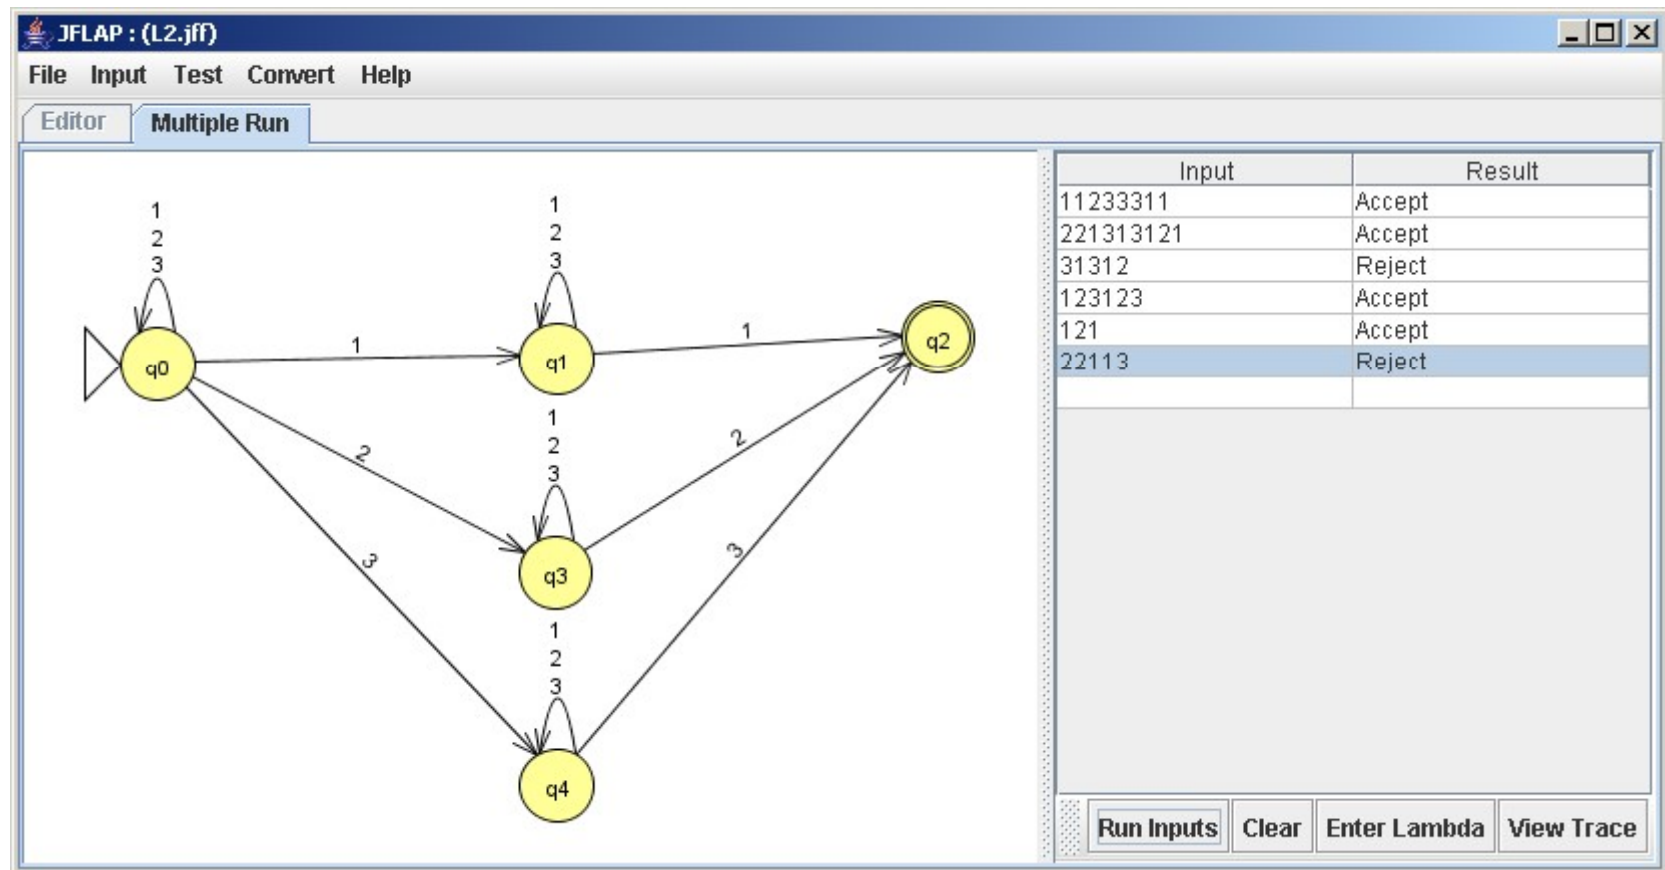 JFLAP : (L2.jff)
File Input Test Convert Help
Editor Multiple Run
1
2
3
1
2
3
q0
1
q1
1
q2
2
1
2
3
2
q3
3
3
1
2
3
q4
Input Result
11233311 Accept
221313121 Accept
31312 Reject
123123 Accept
121 Accept
22113 Reject
Run Inputs Clear Enter Lambda View Trace